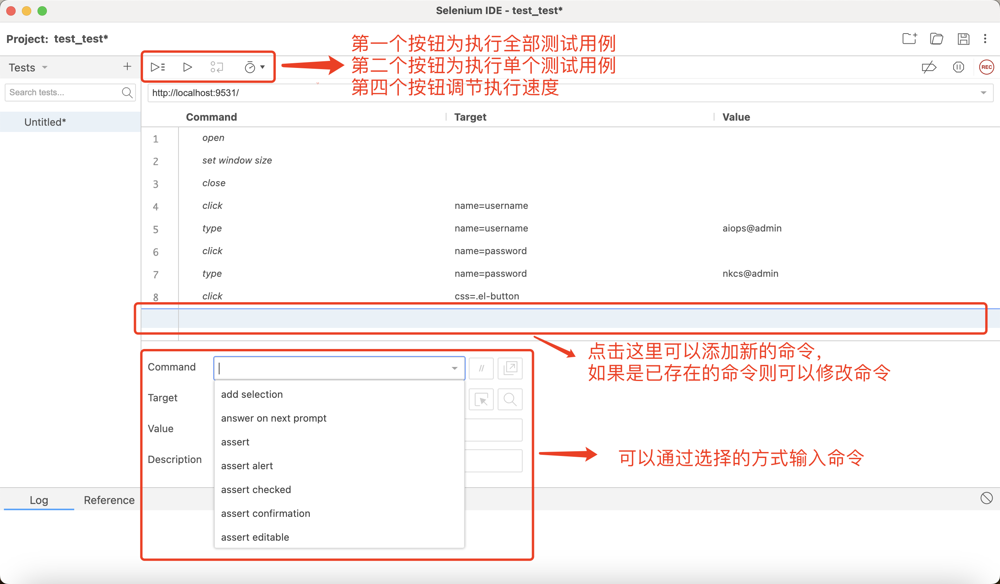 Selenium IDE - test_test*
Project: test_test*
第一个按钮为执行全部测试用例
第二个按钮为执行单个测试用例
第四个按钮调节执行速度
Tests
REC
Search tests...
http://localhost:9531/
Untitled*
Command Target Value
1 open
2 set window size
3 close
4 click name=username
5 type name=username aiops@admin
6 click name=password
7 type name=password nkcs@admin
8 click css=.el-button
点击这里可以添加新的命令，
如果是已存在的命令则可以修改命令
Command //
Target
Value
Description
add selection
answer on next prompt
assert
assert alert
assert checked
assert confirmation
assert editable
可以通过选择的方式输入命令
Log Reference